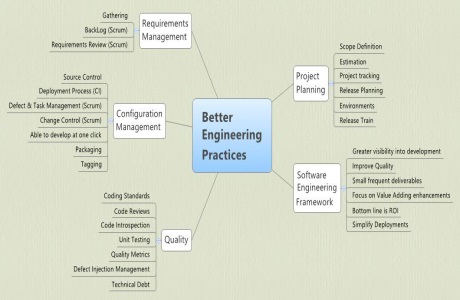 Better
Engineering
Practices
Requirements
Management
Gathering
BackLog (Scrum)
Requirements Review (Scrum)
Configuration
Management
Source Control
Deployment Process (CI)
Defect & Task Management (Scrum)
Change Control (Scrum)
Able to develop at one click
Packaging
Tagging
Quality
Coding Standards
Code Reviews
Code Introspection
Unit Testing
Quality Metrics
Defect Injection Management
Technical Debt
Project
Planning
Scope Definition
Estimation
Project tracking
Release Planning
Environments
Release Train
Software
Engineering
Framework
Greater visibility into development
Improve Quality
Small frequent deliverables
Focus on Value Adding enhancements
Bottom line is ROI
Simplify Deployments